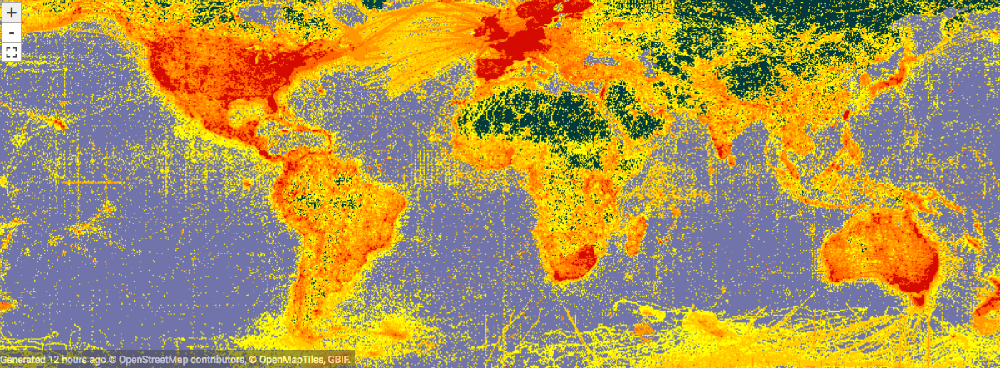 +
-
Generated 12 hours ago © OpenStreetMap contributors, © OpenMapTiles, GBIF.